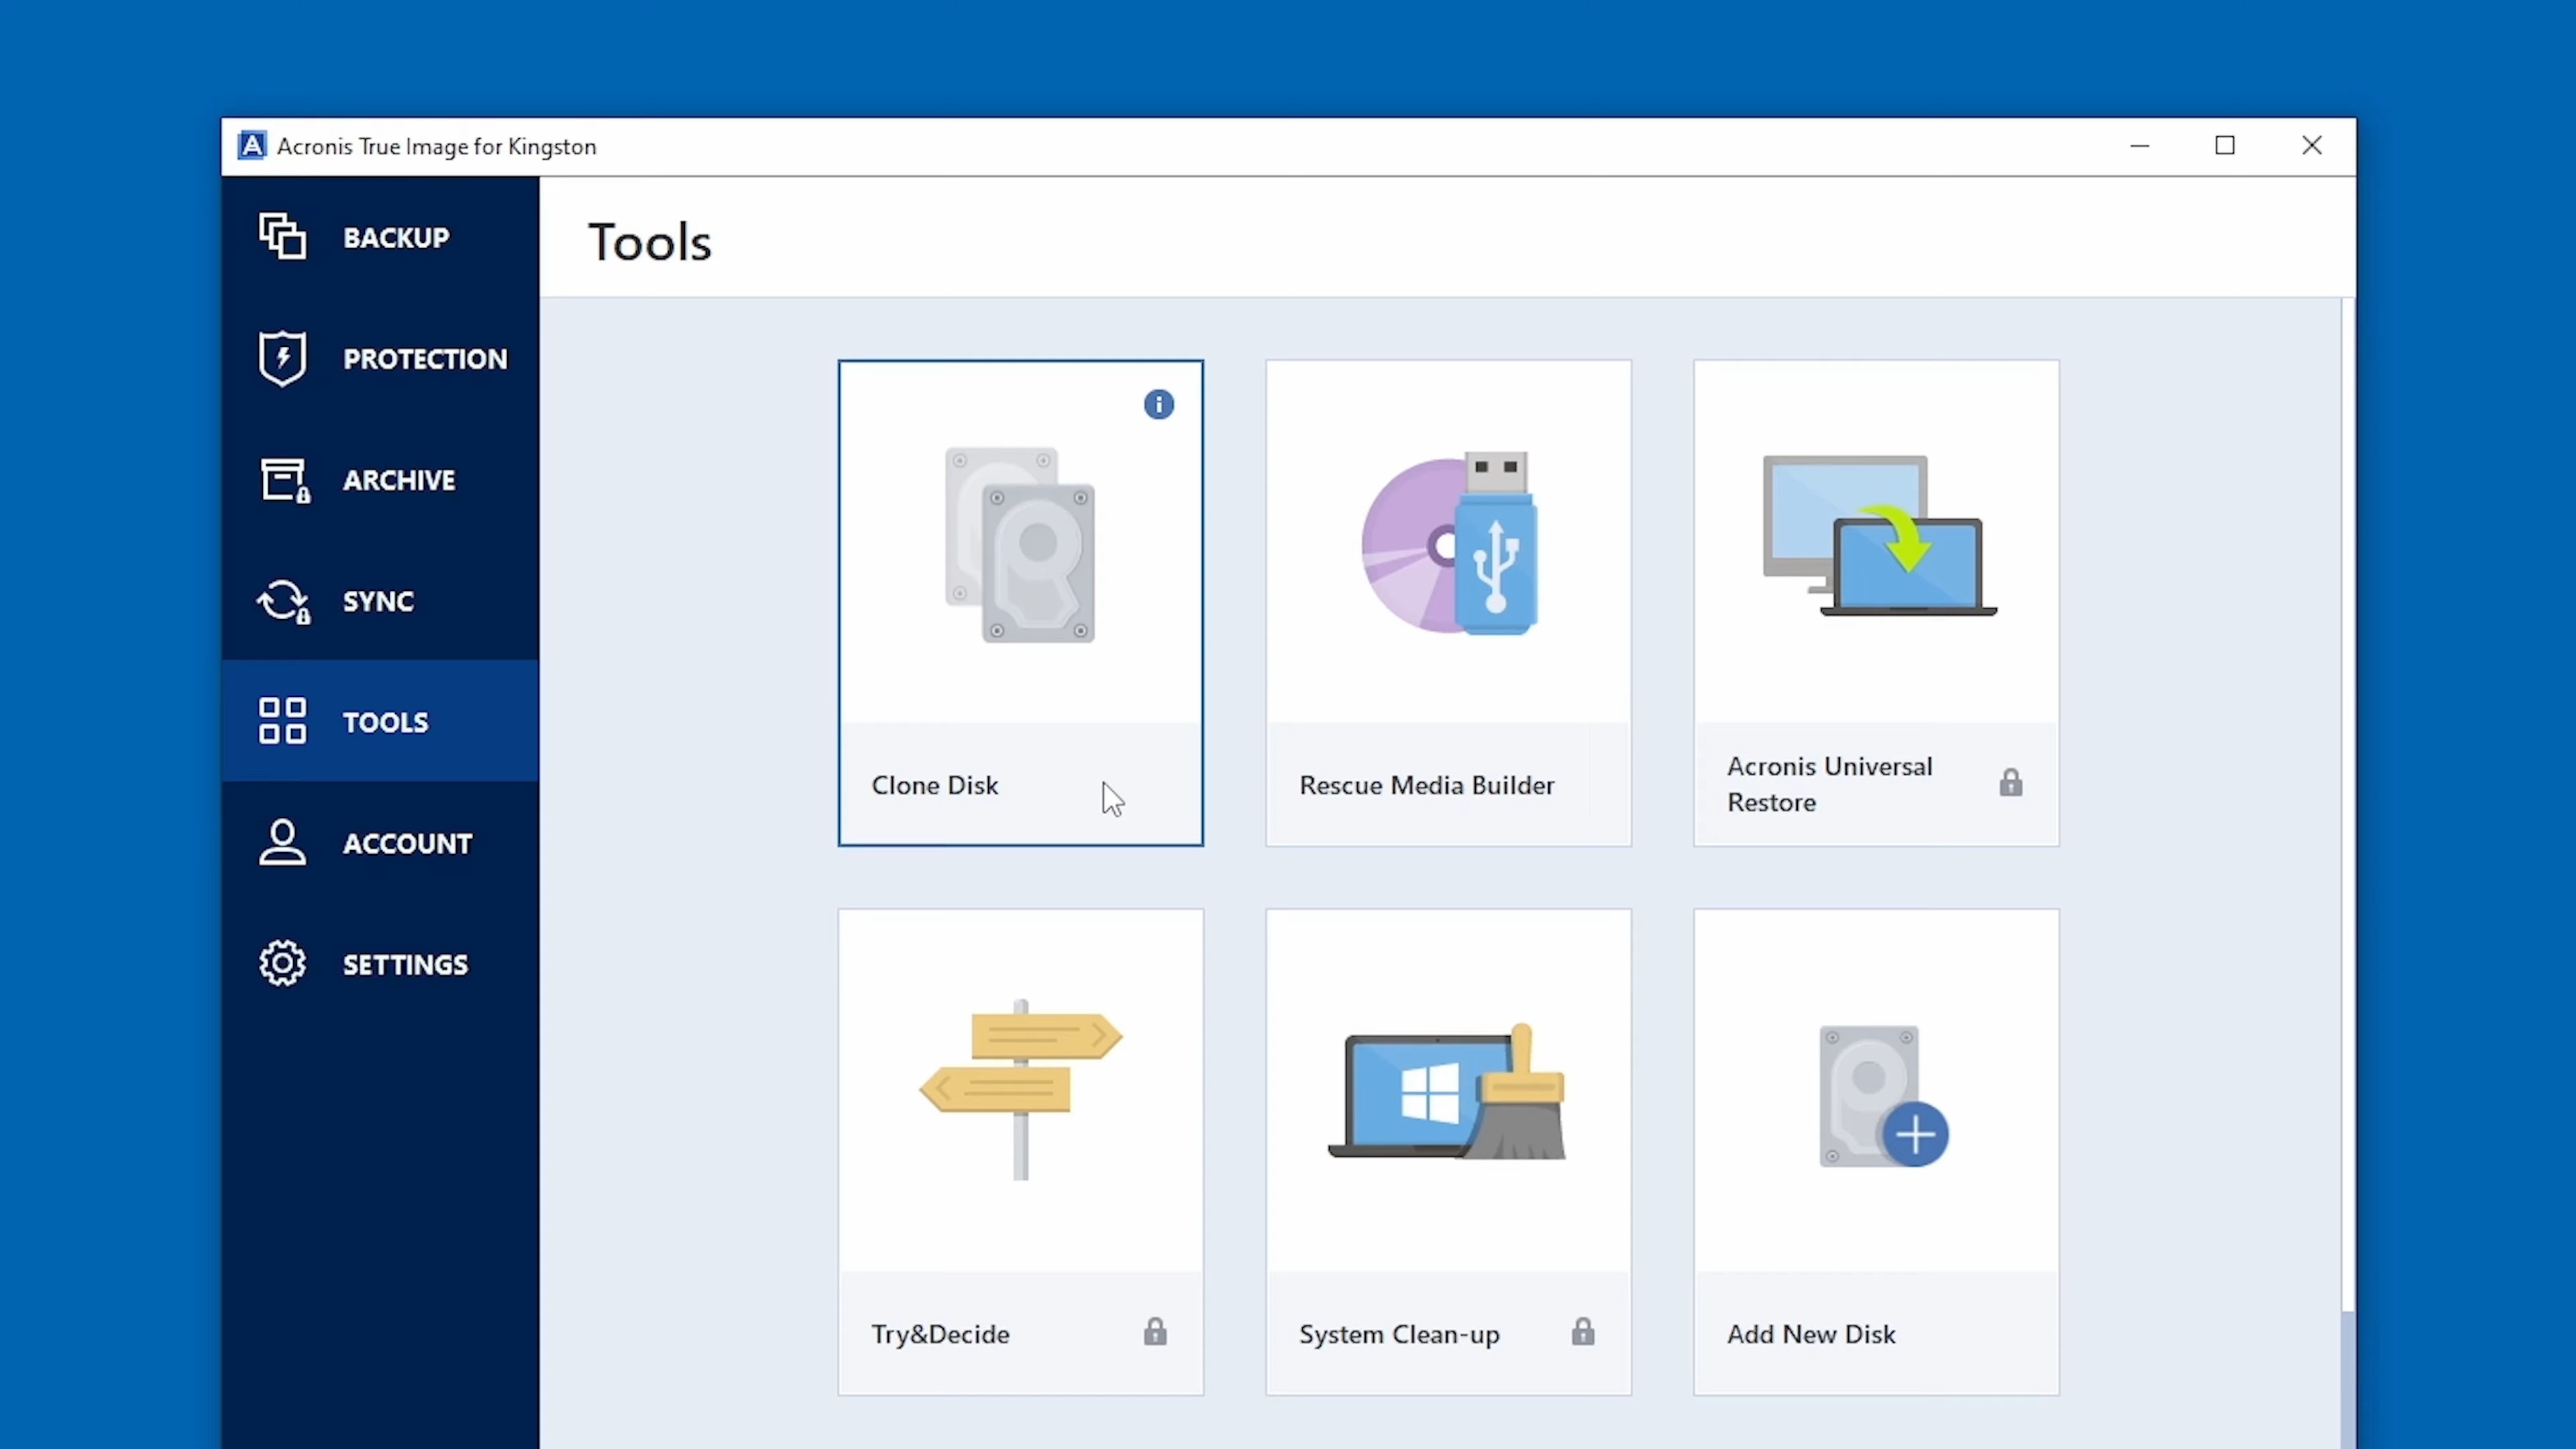 Acronis True Image for Kingston
BACKUP
PROTECTION
ARCHIVE
SYNC
TOOLS
ACCOUNT
SETTINGS
Tools
Clone Disk
Rescue Media Builder
Acronis Universal
Restore
Try&Decide
System Clean-up
Add New Disk